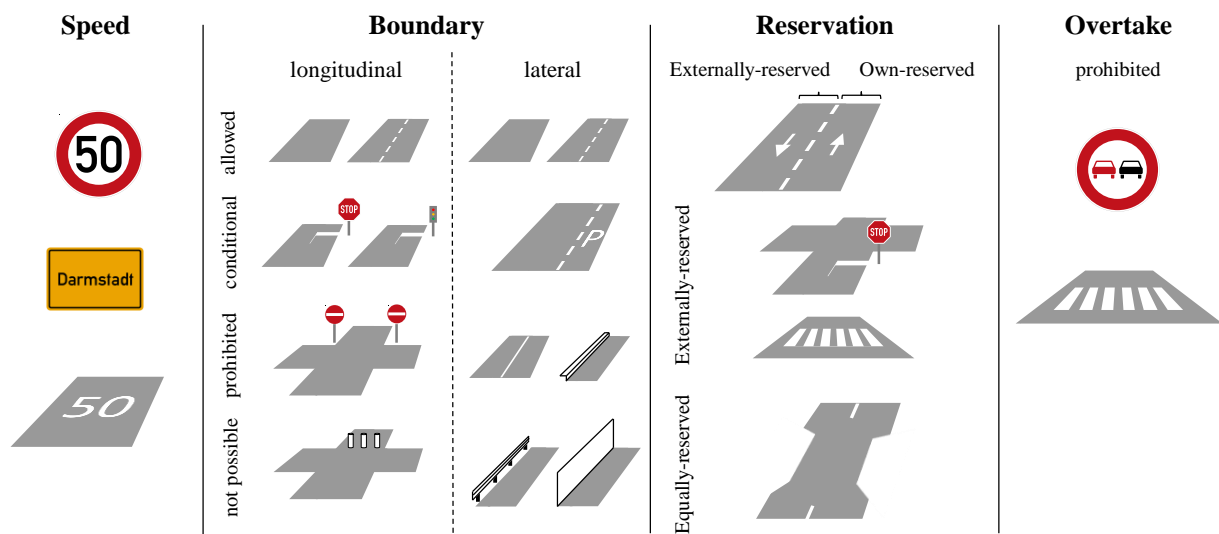 Speed
Boundary
Reservation
Overtake
longitudinal
lateral
Externally-reserved
Own-reserved
prohibited
allowed
conditional
prohibited
not possible
50
Darmstadt
50
STOP
P
STOP
Externally-reserved
Equally-reserved